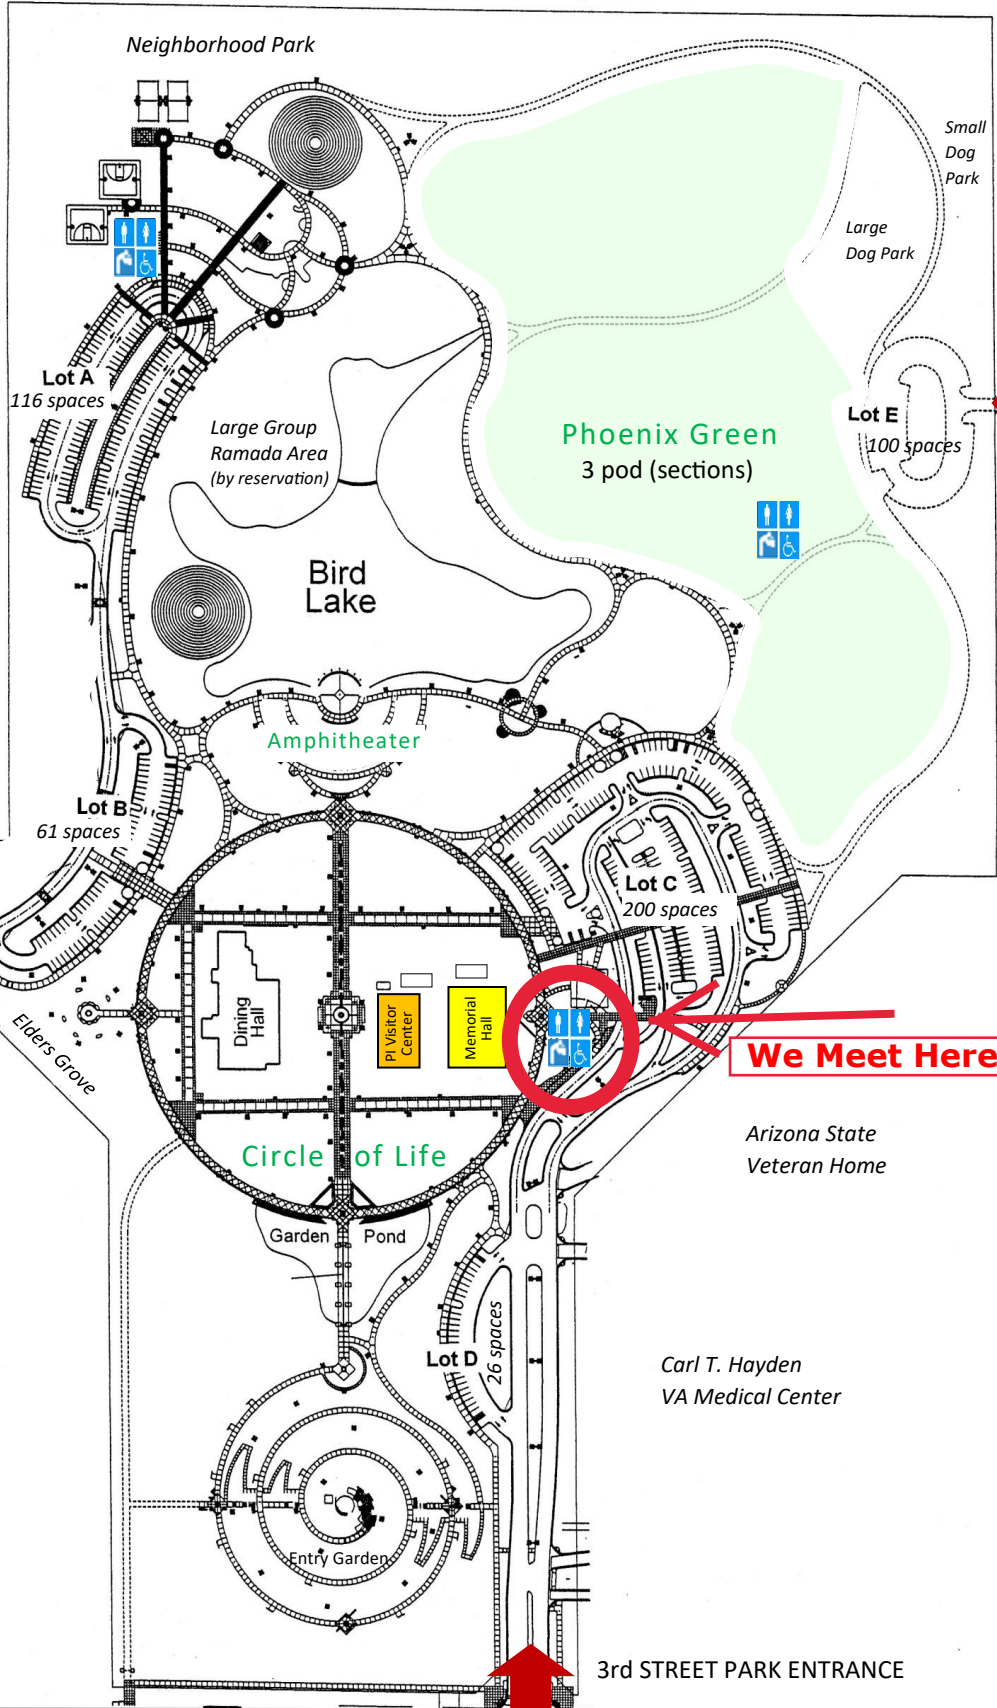 Neighborhood Park
Small
Dog
Park
Large
Dog Park
Lot A
116 spaces
Lot E
100 spaces
Large Group
Ramada Area
(by reservation)
Phoenix Green
3 pod (sections)
Bird
Lake
Amphitheater
Lot B
61 spaces
Lot C
200 spaces
Dining
Hall
PI Visitor
Center
Memorial
Hall
We Meet Here
Elders Grove
Arizona State
Veteran Home
Circle of Life
Garden Pond
26 spaces
Lot D
Carl T. Hayden
VA Medical Center
Entry Garden
3rd STREET PARK ENTRANCE